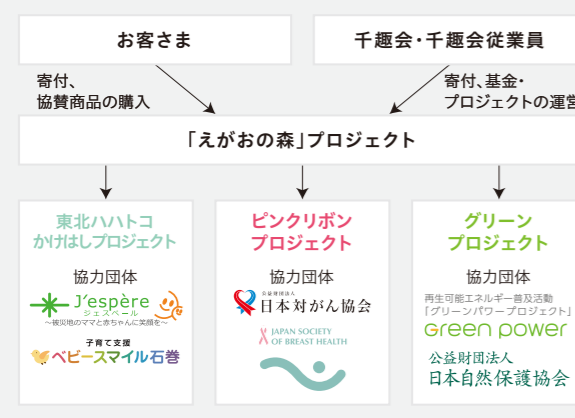 お客さま
千趣会・千趣会従業員
寄付、
協賛商品の購入
寄付、基金・
プロジェクトの運営
「えがおの森」プロジェクト
東北ハハトコ
かけはしプロジェクト
協力団体
J'espère
ジェスペール
〜被災地のママと赤ちゃんに笑顔を〜
子育て支援
ベビースマイル石巻
ピンクリボン
プロジェクト
協力団体
公益財団法人
日本対がん協会
JAPAN SOCIETY
OF BREAST HEALTH
グリーン
プロジェクト
協力団体
再生可能エネルギー普及活動
「グリーンパワープロジェクト」
Green power
公益財団法人
日本自然保護協会